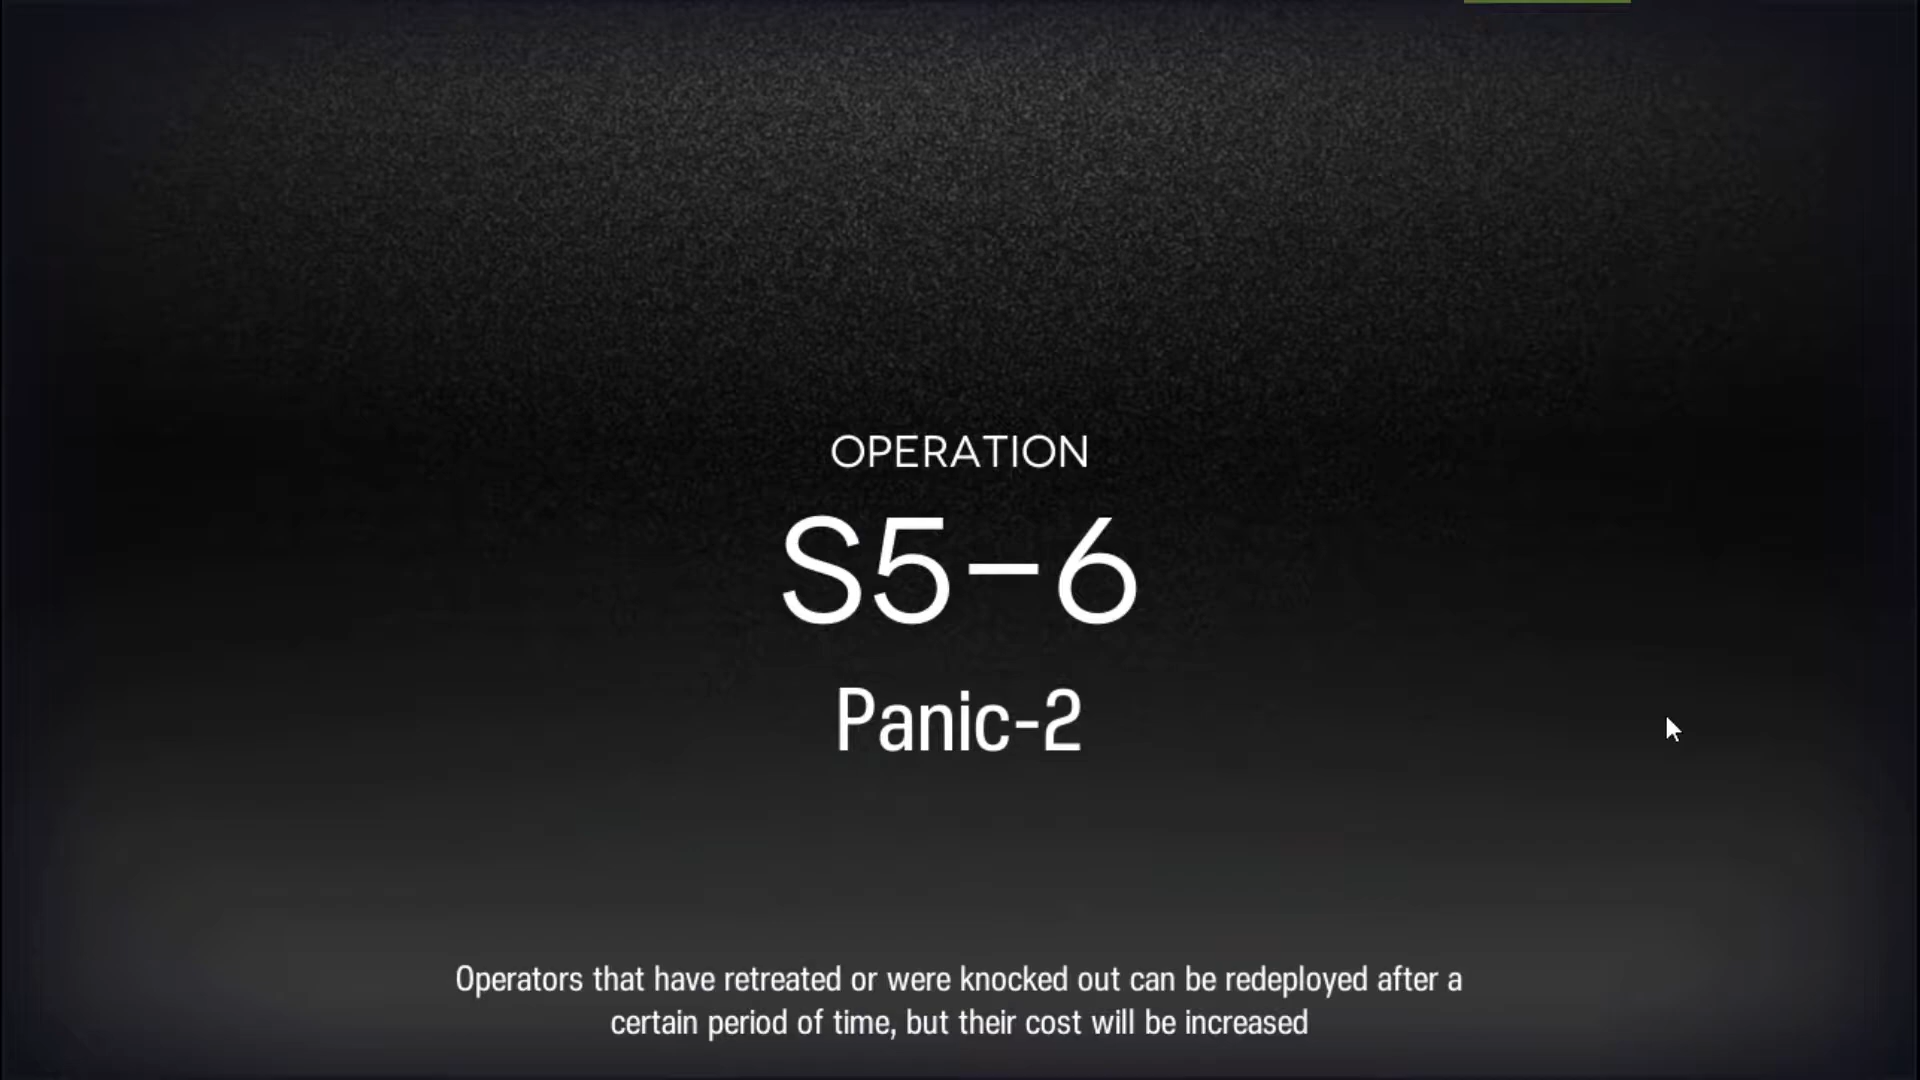 OPERATION
S5-6
Panic-2
Operators that have retreated or were knocked out can be redeployed after a
certain period of time, but their cost will be increased